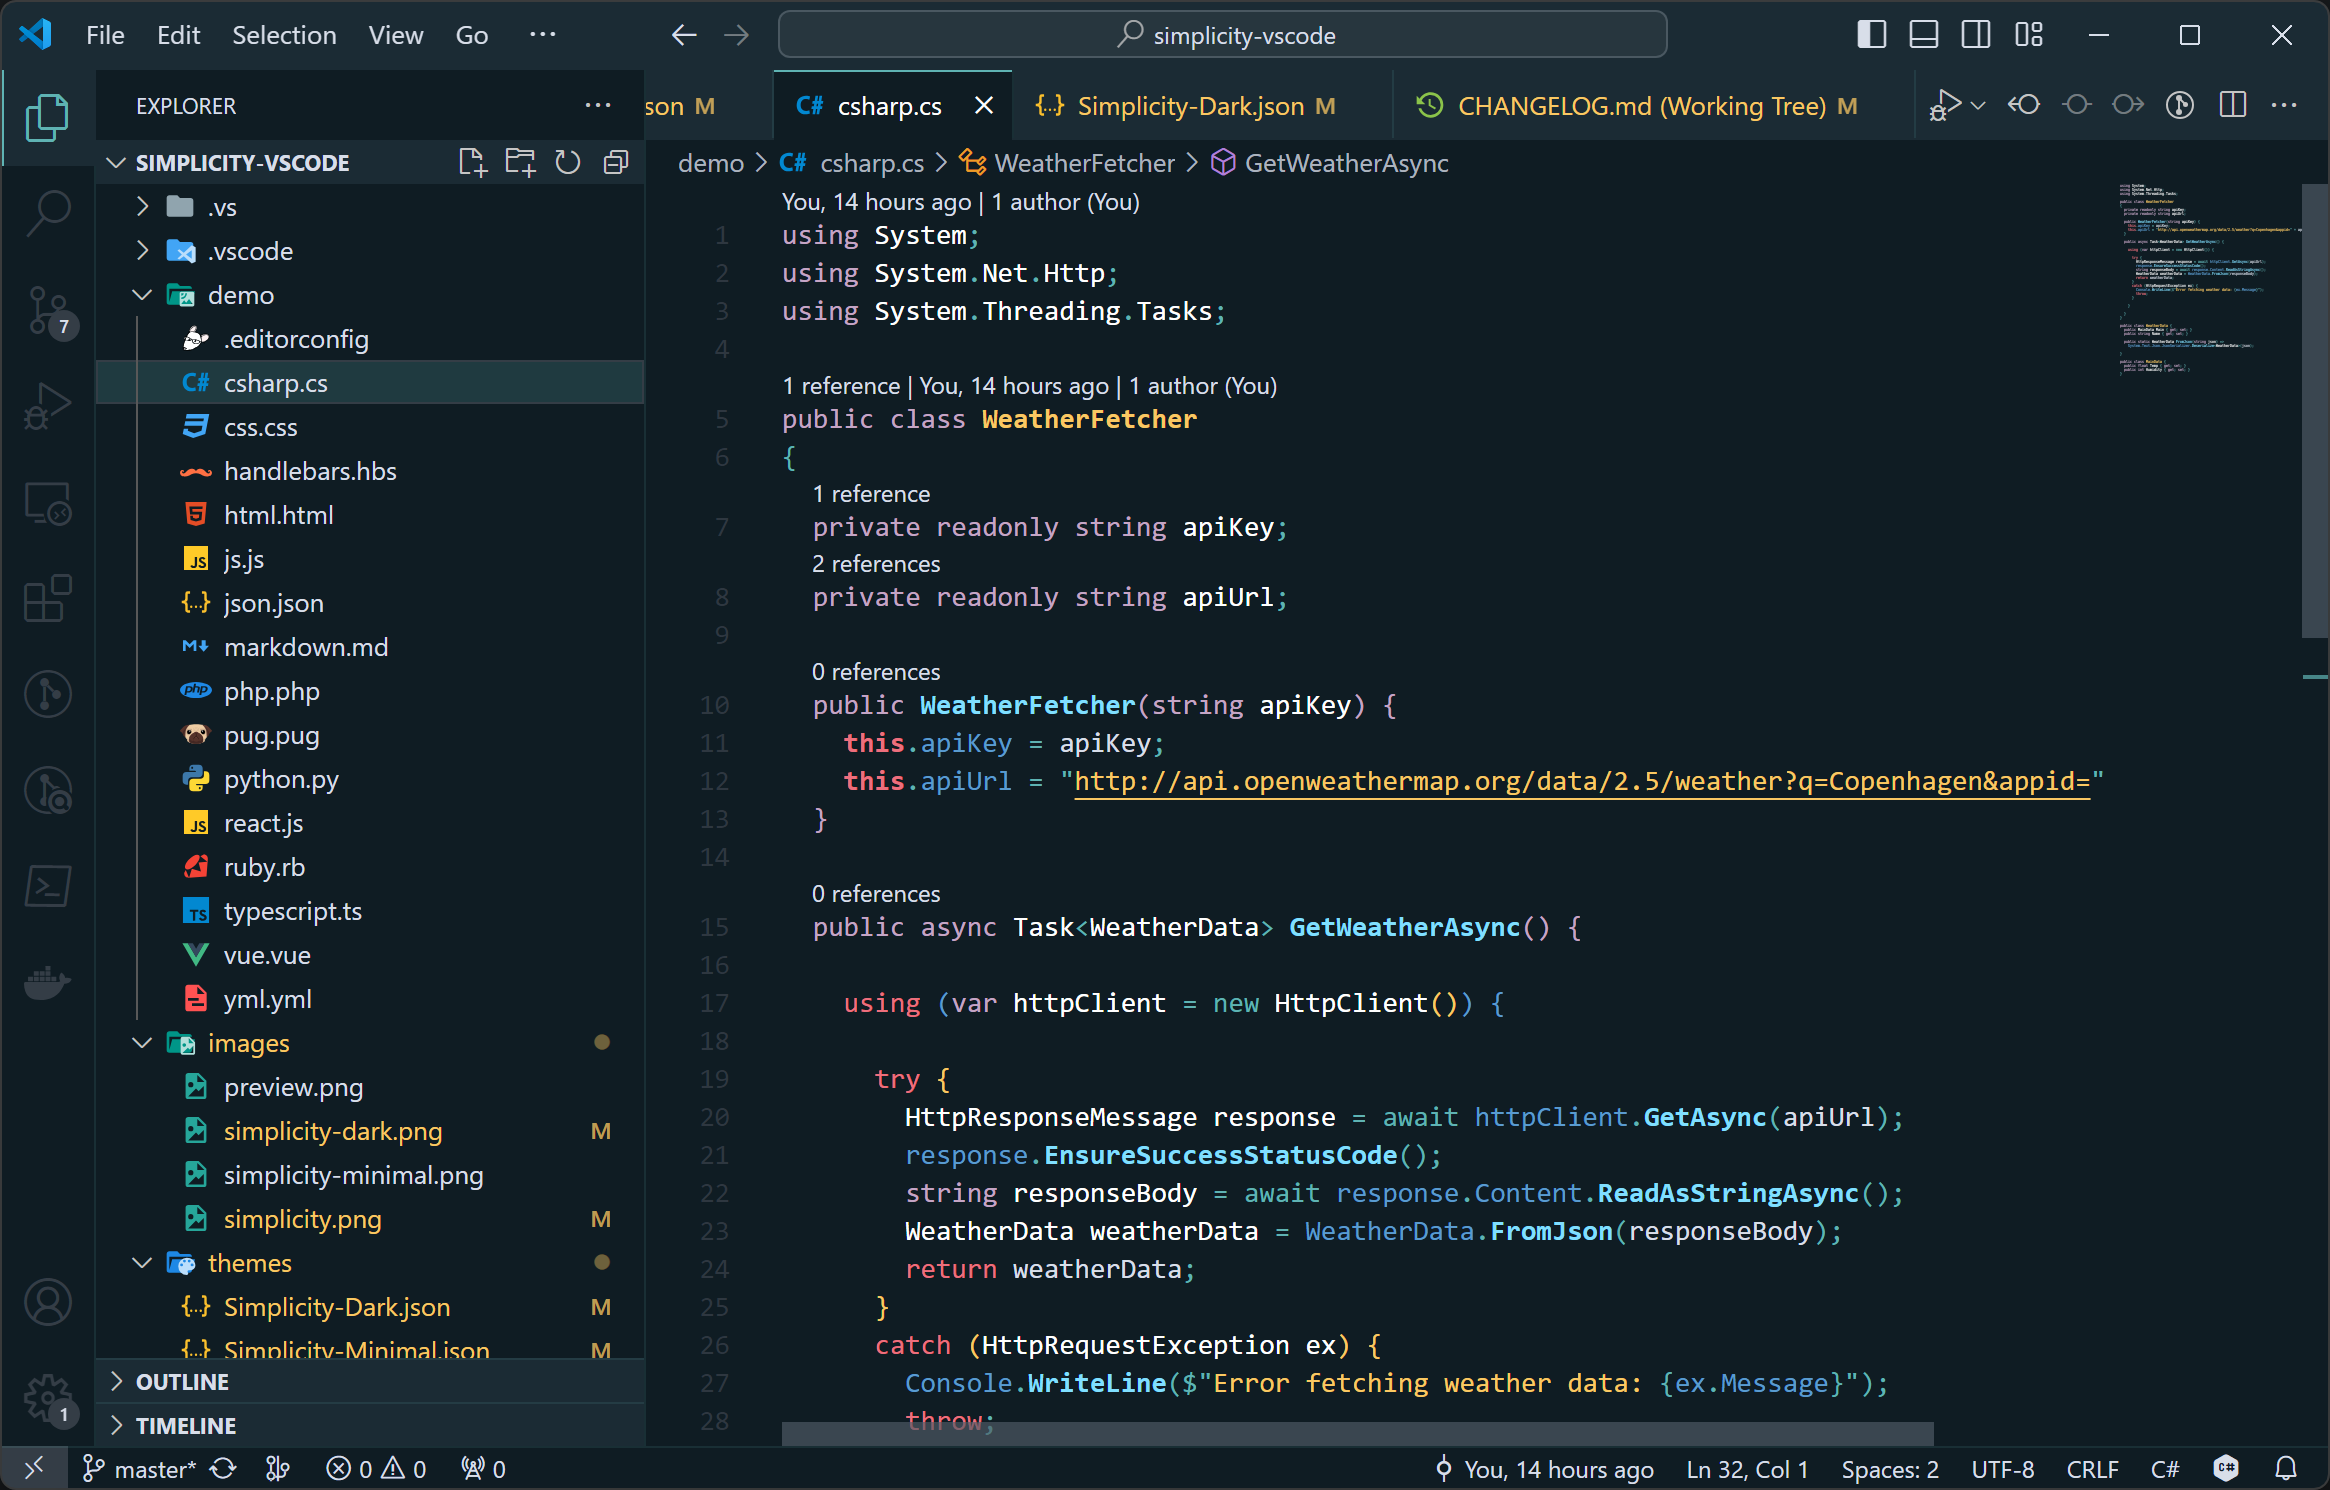 File Edit Selection View Go ···
simplicity-vscode
EXPLORER
SIMPLICITY-VSCODE
.vs
.vscode
demo
.editorconfig
C# csharp.cs
css.css
handlebars.hbs
html.html
JS js.js
{..} json.json
markdown.md
php php.php
pug.pug
python.py
JS react.js
ruby.rb
TS typescript.ts
vue.vue
yml.yml
images
preview.png
simplicity-dark.png M
simplicity-minimal.png
simplicity.png M
themes
{..} Simplicity-Dark.json M
{..} Simplicity-Minimal.json M
OUTLINE
TIMELINE
7
1
son M
C# csharp.cs
{..} Simplicity-Dark.json M
CHANGELOG.md (Working Tree) M
demo > C# csharp.cs > WeatherFetcher > GetWeatherAsync
You, 14 hours ago | 1 author (You)
1 using System;
2 using System.Net.Http;
3 using System.Threading.Tasks;
4
1 reference | You, 14 hours ago | 1 author (You)
5 public class WeatherFetcher
6 {
1 reference
7 private readonly string apiKey;
2 references
8 private readonly string apiUrl;
9
0 references
10 public WeatherFetcher(string apiKey) {
11 this.apiKey = apiKey;
12 this.apiUrl = "http://api.openweathermap.org/data/2.5/weather?q=Copenhagen&appid="
13 }
14
0 references
15 public async Task<WeatherData> GetWeatherAsync() {
16
17 using (var httpClient = new HttpClient()) {
18
19 try {
20 HttpResponseMessage response = await httpClient.GetAsync(apiUrl);
21 response.EnsureSuccessStatusCode();
22 string responseBody = await response.Content.ReadAsStringAsync();
23 WeatherData weatherData = WeatherData.FromJson(responseBody);
24 return weatherData;
25 }
26 catch (HttpRequestException ex) {
27 Console.WriteLine($"Error fetching weather data: {ex.Message}");
28 throw;
master* 0 0 0
You, 14 hours ago Ln 32, Col 1 Spaces: 2 UTF-8 CRLF C#